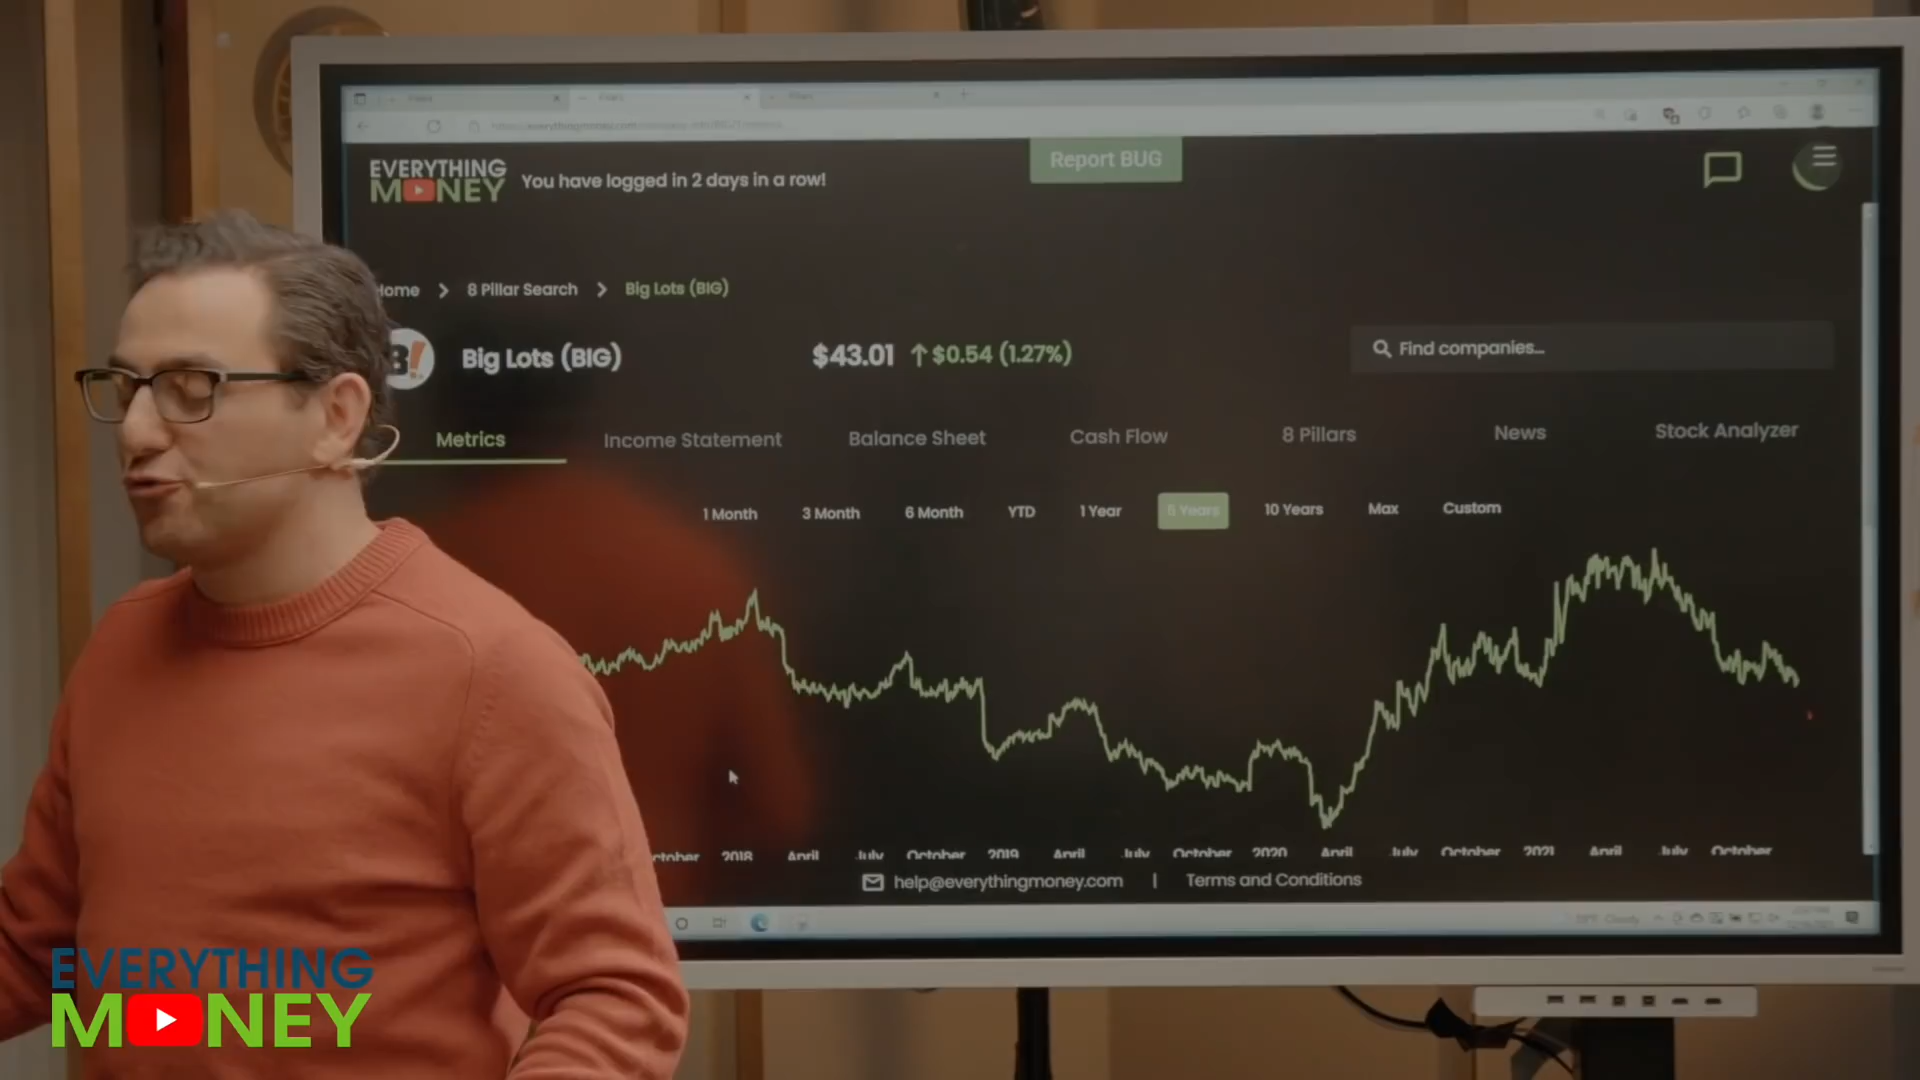 EVERYTHING
MONEY
You have logged in 2 days in a row!
Report BUG
Home > 8 Pillar Search > Big Lots (BIG)
B! Big Lots (BIG)
$43.01 ↑$0.54 (1.27%)
Find companies...
Metrics Income Statement Balance Sheet Cash Flow 8 Pillars News Stock Analyzer
1 Month 3 Month 6 Month YTD 1 Year 5 Years 10 Years Max Custom
2018 April July October 2019 April July October 2020 April July October 2021 April July October
help@everythingmoney.com | Terms and Conditions
EVERYTHING
MONEY